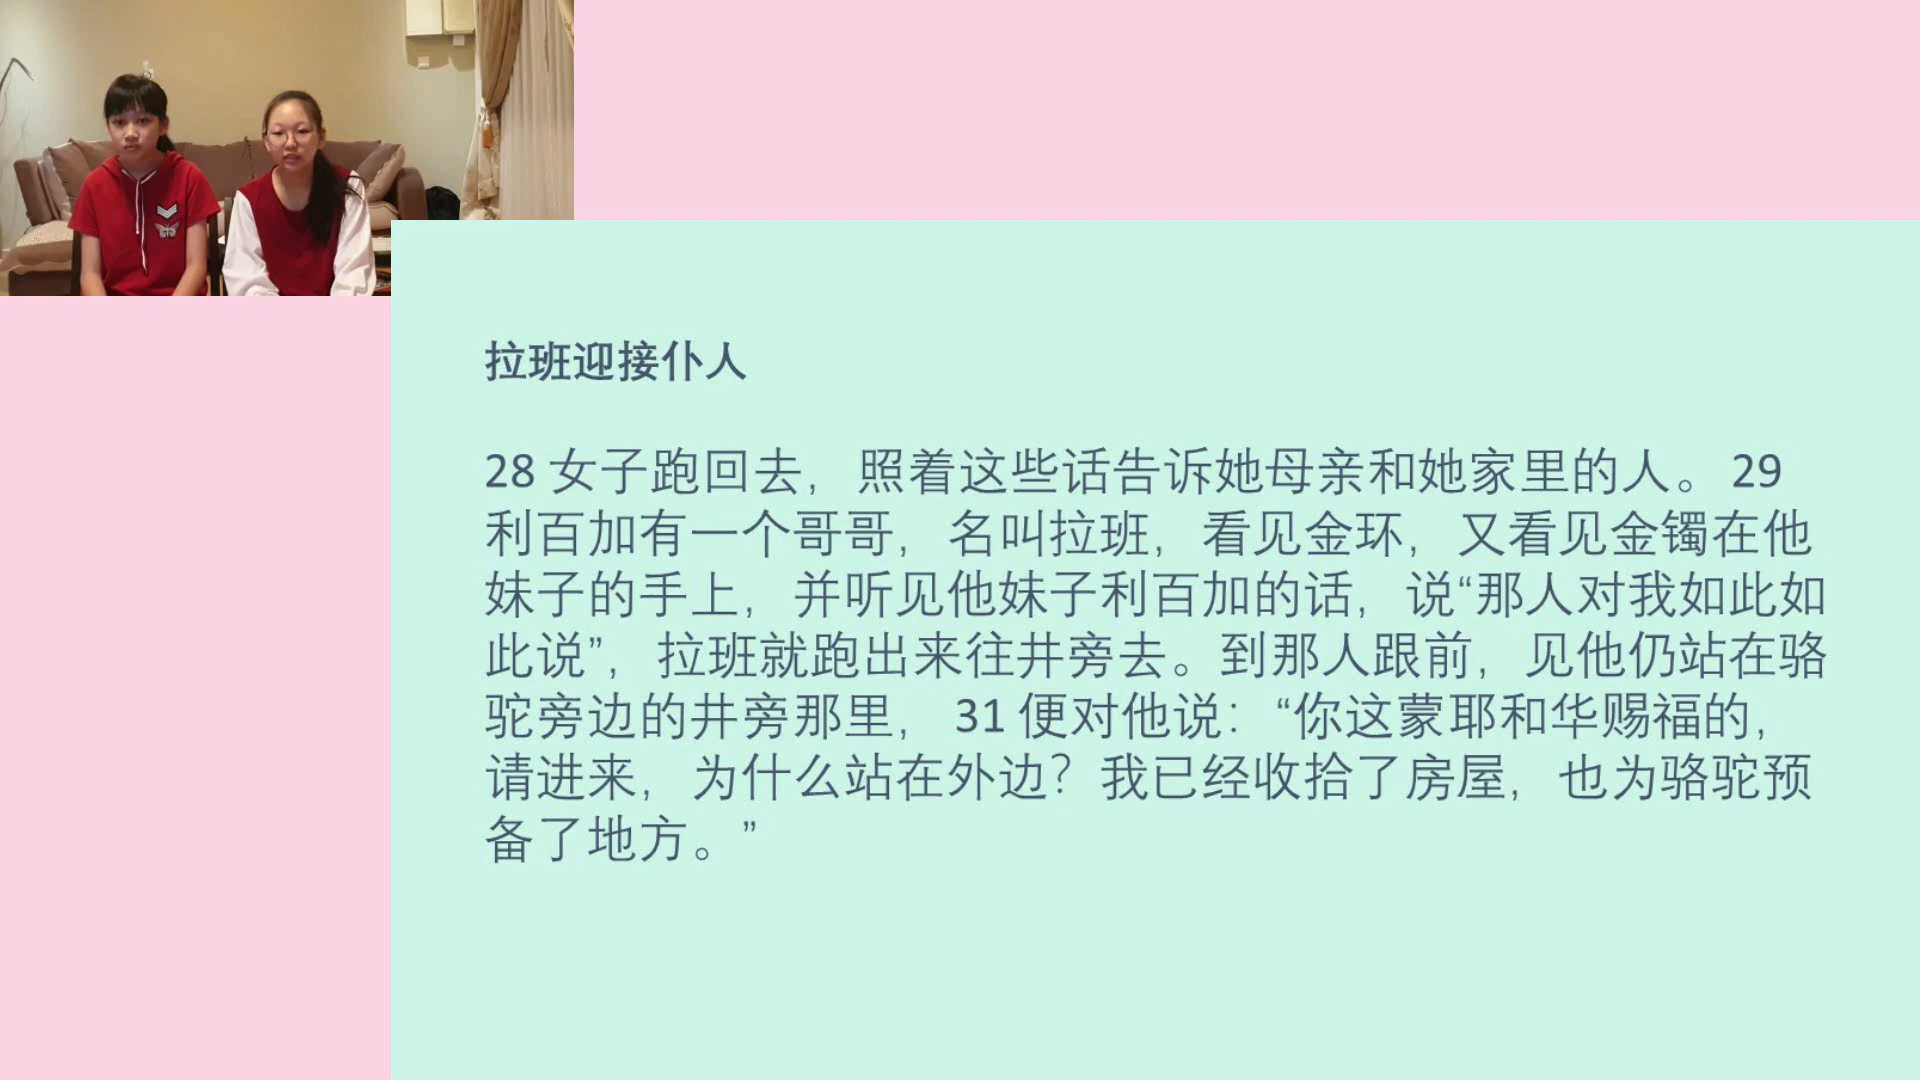 拉班迎接仆人
28 女子跑回去，照着这些话告诉她母亲和她家里的人。29
利百加有一个哥哥，名叫拉班，看见金环，又看见金镯在他
妹子的手上，并听见他妹子利百加的话，说“那人对我如此如
此说”，拉班就跑出来往井旁去。到那人跟前，见他仍站在骆
驼旁边的井旁那里， 31 便对他说：“你这蒙耶和华赐福的，
请进来，为什么站在外边？我已经收拾了房屋，也为骆驼预
备了地方。”